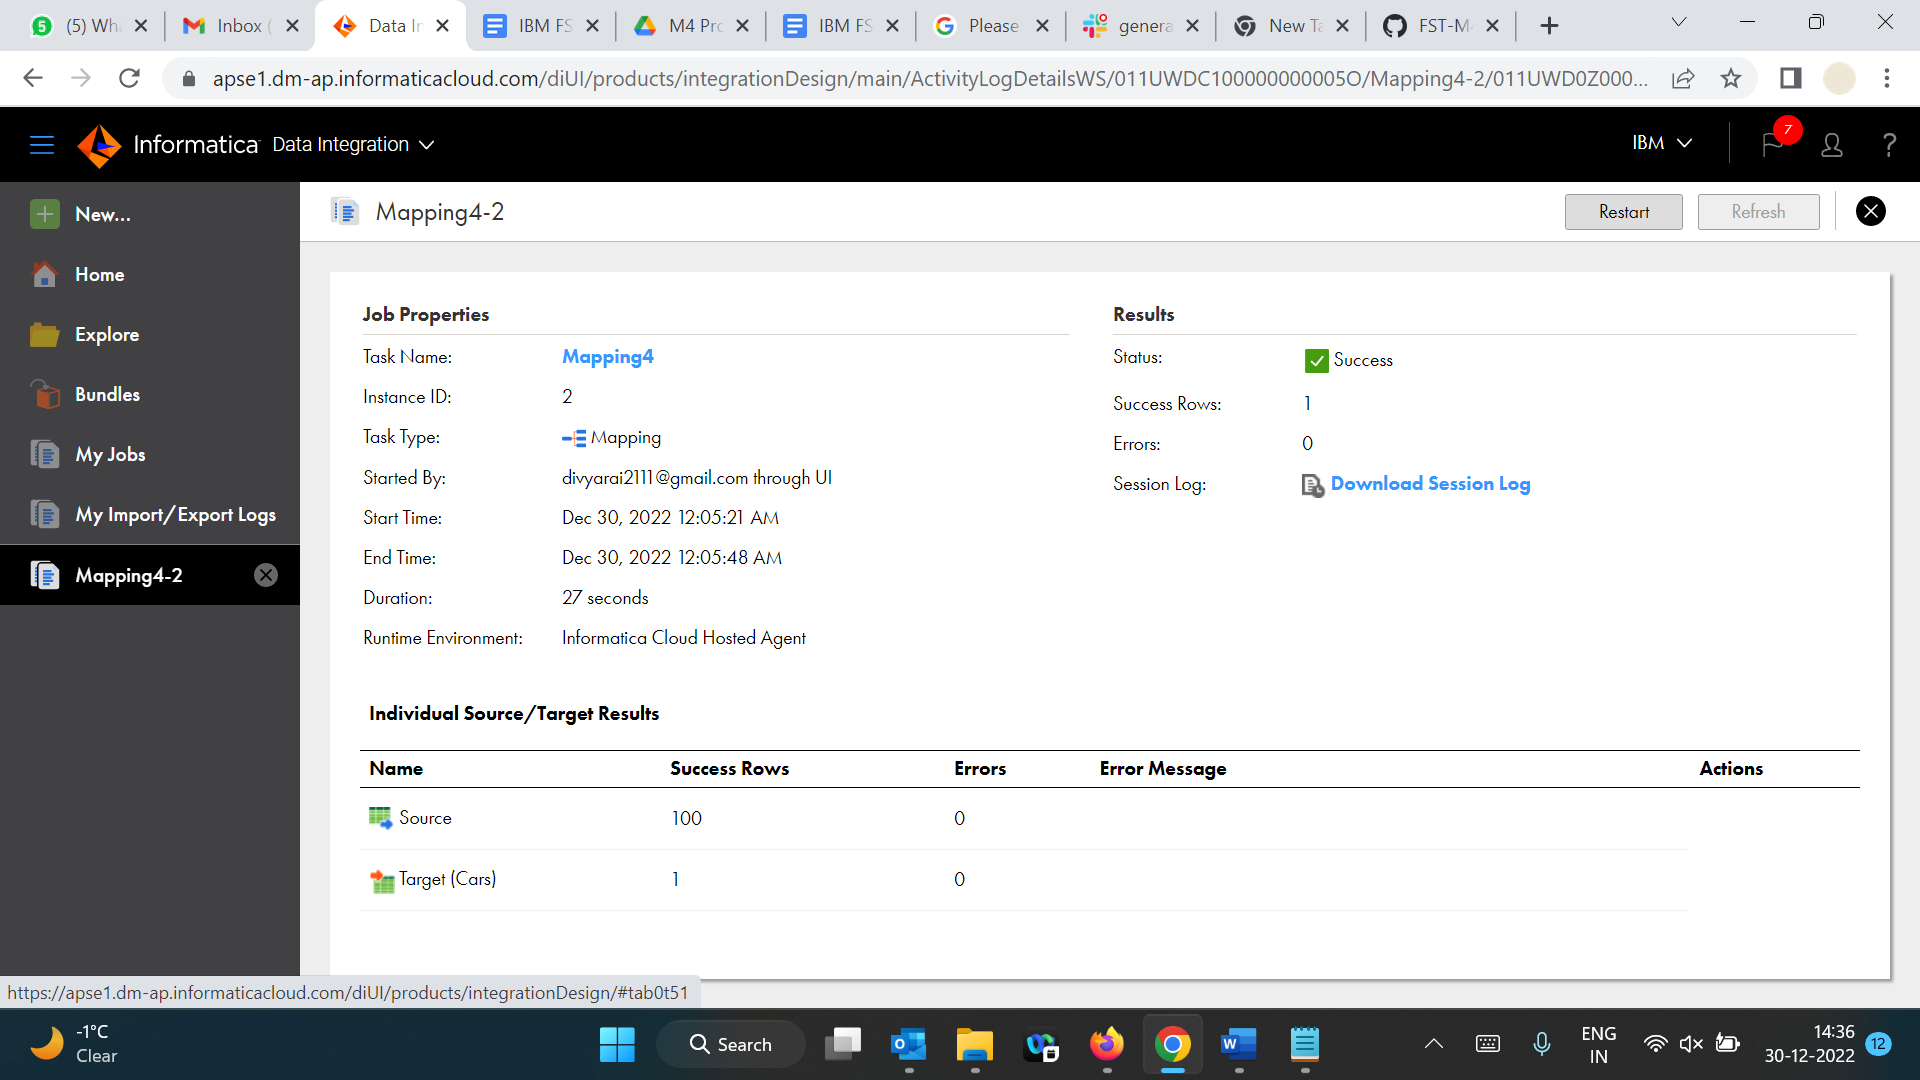 (5) Wh
Inbox (
Data In
IBM FS
M4 Pro
IBM FS
Please
genera
New Ta
FST-M
apse1.dm-ap.informaticacloud.com/diUI/products/integrationDesign/main/ActivityLogDetailsWS/011UWDC100000000005O/Mapping4-2/011UWD0Z000...
Informatica Data Integration
IBM
7
?
New...
Home
Explore
Bundles
My Jobs
My Import/Export Logs
Mapping4-2
Mapping4-2
Restart
Refresh
Job Properties
Task Name: Mapping4
Instance ID: 2
Task Type: Mapping
Started By: divyarai2111@gmail.com through UI
Start Time: Dec 30, 2022 12:05:21 AM
End Time: Dec 30, 2022 12:05:48 AM
Duration: 27 seconds
Runtime Environment: Informatica Cloud Hosted Agent
Results
Status: Success
Success Rows: 1
Errors: 0
Session Log: Download Session Log
Individual Source/Target Results
Name Success Rows Errors Error Message Actions
Source 100 0
Target (Cars) 1 0
https://apse1.dm-ap.informaticacloud.com/diUI/products/integrationDesign/#tab0t51
-1°C
Clear
Search
ENG
IN
14:36
30-12-2022
12